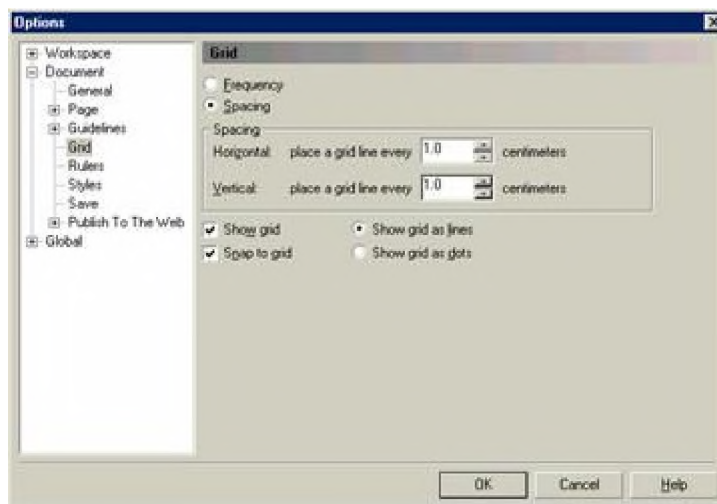 Options
Workspace
Document
General
Page
Guidelines
Grid
Rulers
Styles
Save
Publish To The Web
Global
Grid
Frequency
Spacing
Spacing
Horizontal: place a grid line every 1.0 centimeters
Vertical: place a grid line every 1.0 centimeters
Show grid Show grid as lines
Snap to grid Show grid as dots
OK Cancel Help